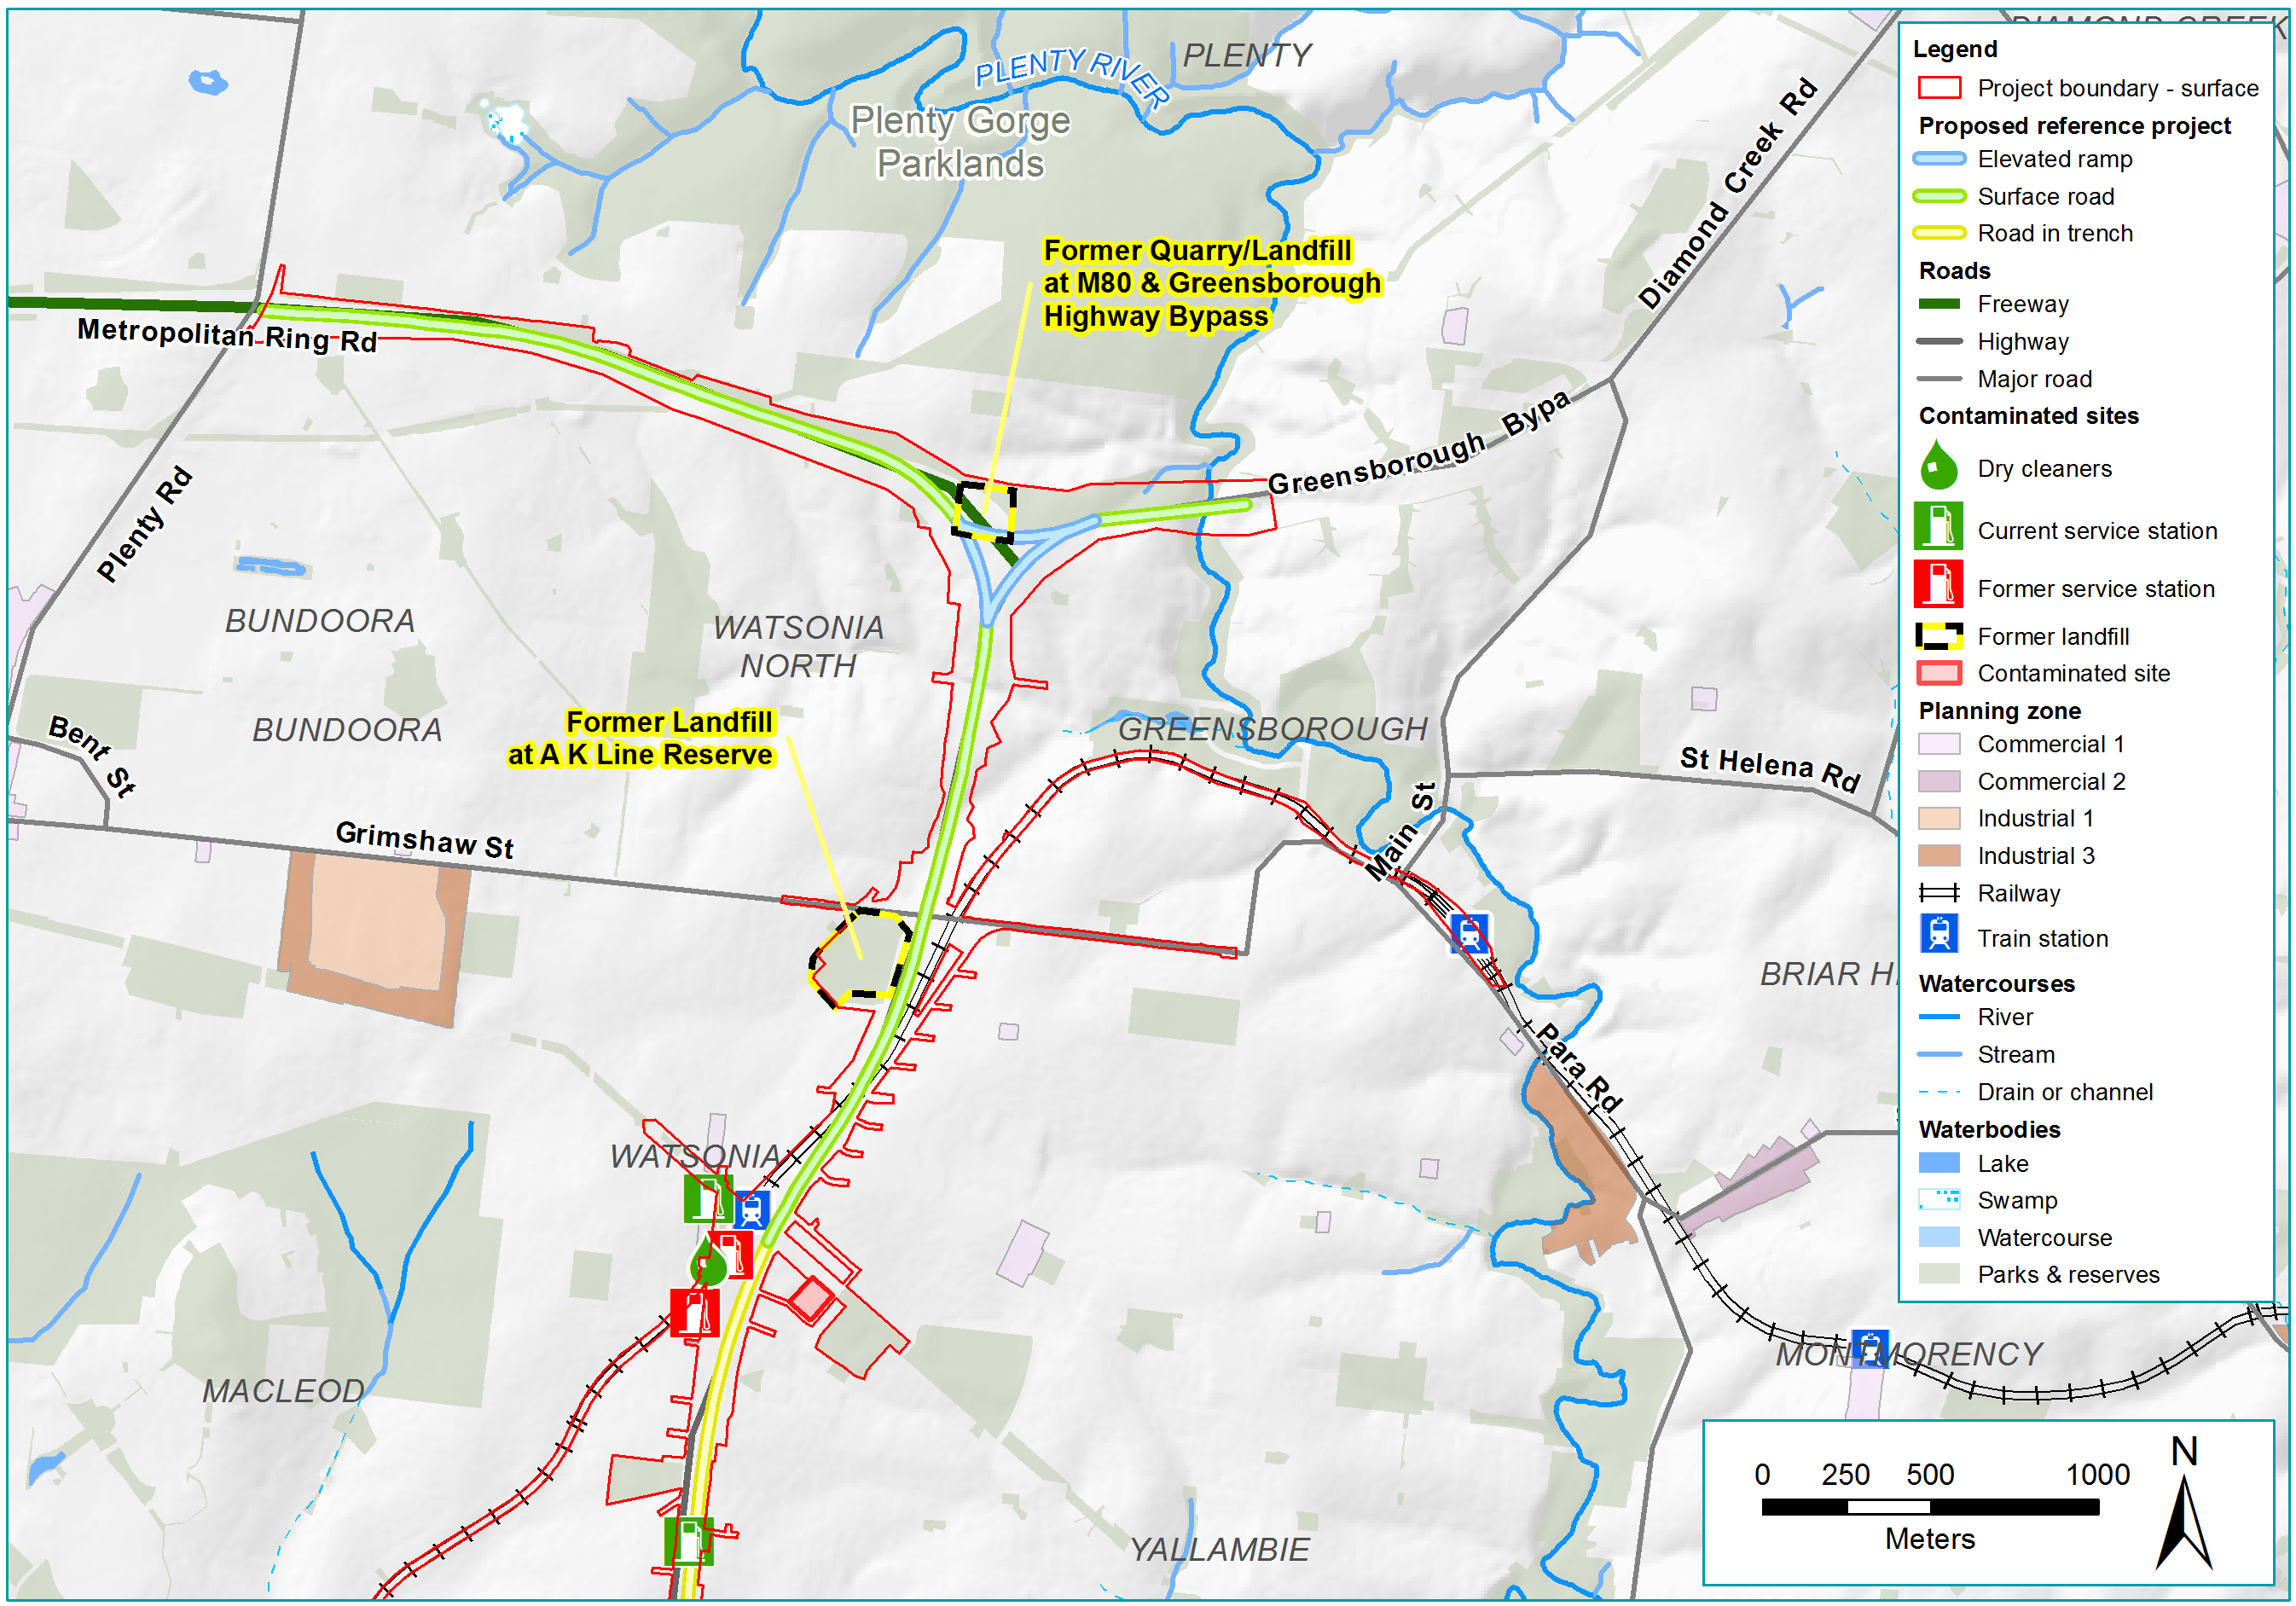 DIAMOND CREEK
PLENTY
PLENTY RIVER
Plenty Gorge
Parklands
Diamond Creek Rd
Former Quarry/Landfill
at M80 & Greensborough
Highway Bypass
Metropolitan Ring Rd
Greensborough Bypa
Plenty Rd
BUNDOORA
WATSONIA
NORTH
BUNDOORA
Bent St
Former Landfill
at A K Line Reserve
GREENSBOROUGH
St Helena Rd
Main St
Grimshaw St
BRIAR HI
Para Rd
WATSONIA
MACLEOD
MONTMORENCY
YALLAMBIE
Legend
Project boundary - surface
Proposed reference project
Elevated ramp
Surface road
Road in trench
Roads
Freeway
Highway
Major road
Contaminated sites
Dry cleaners
Current service station
Former service station
Former landfill
Contaminated site
Planning zone
Commercial 1
Commercial 2
Industrial 1
Industrial 3
Railway
Train station
Watercourses
River
Stream
Drain or channel
Waterbodies
Lake
Swamp
Watercourse
Parks & reserves
0 250 500 1000
Meters
N